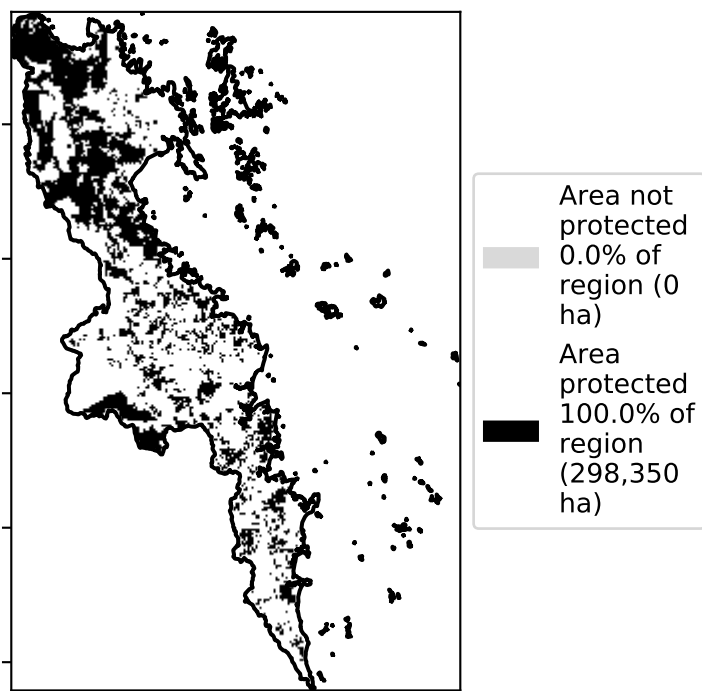 Area not
protected
0.0% of
region (0
ha)
Area
protected
100.0% of
region
(298,350
ha)